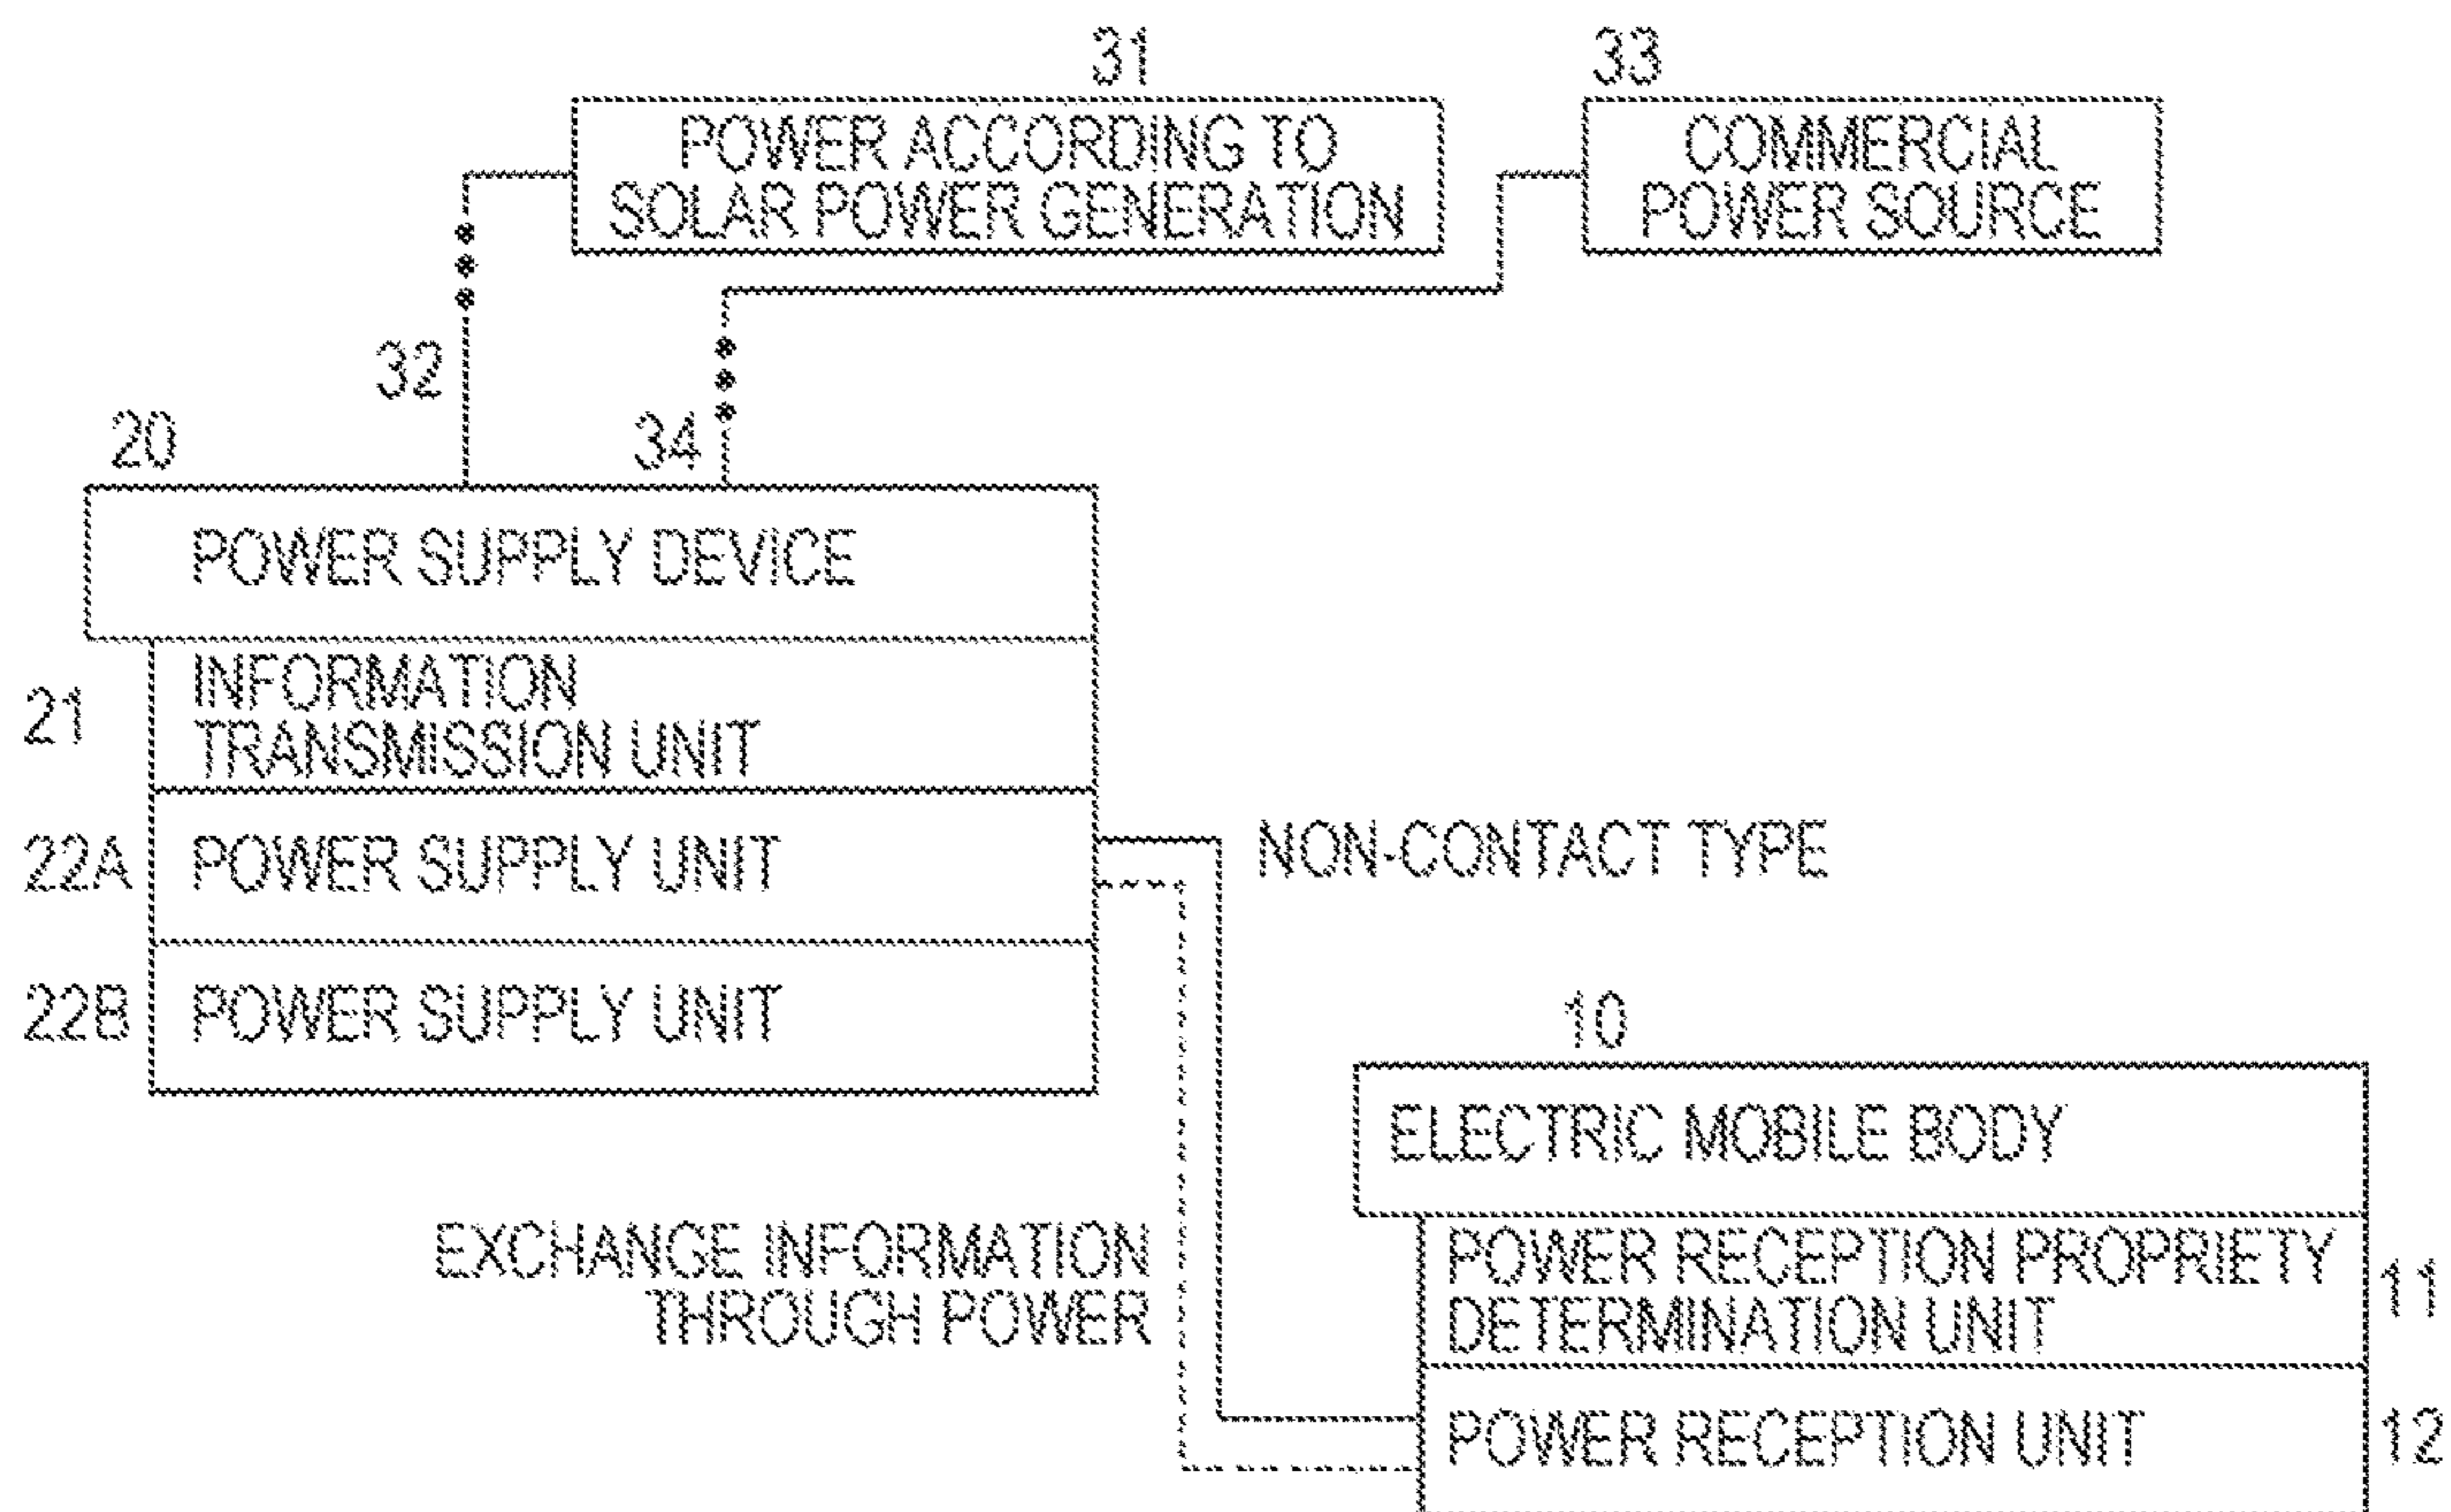 31
33
POWER ACCORDING TO
SOLAR POWER GENERATION
COMMERCIAL
POWER SOURCE
32
34
20
POWER SUPPLY DEVICE
21
INFORMATION
TRANSMISSION UNIT
22A
POWER SUPPLY UNIT
NON-CONTACT TYPE
22B
POWER SUPPLY UNIT
10
ELECTRIC MOBILE BODY
EXCHANGE INFORMATION
THROUGH POWER
POWER RECEPTION PROPRIETY
DETERMINATION UNIT
11
POWER RECEPTION UNIT
12